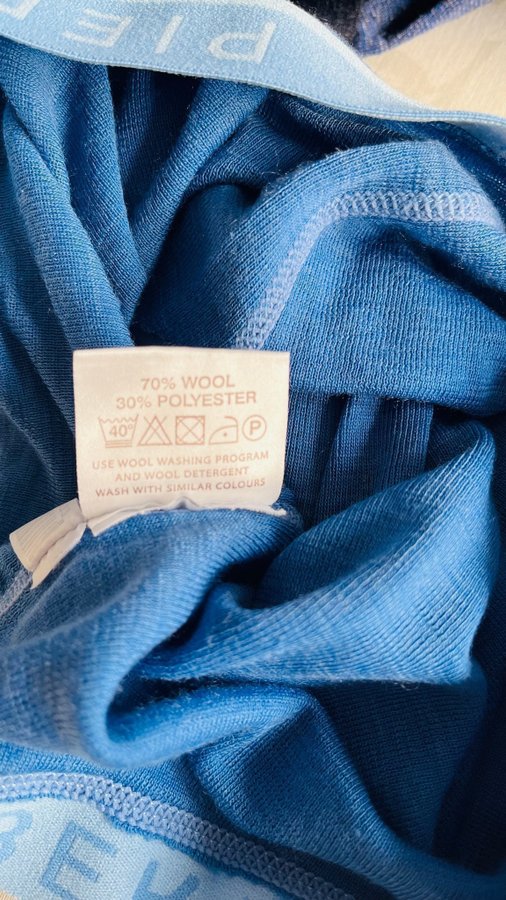 PIE
70% WOOL
30% POLYESTER
40° P
USE WOOL WASHING PROGRAM
AND WOOL DETERGENT
WASH WITH SIMILAR COLOURS